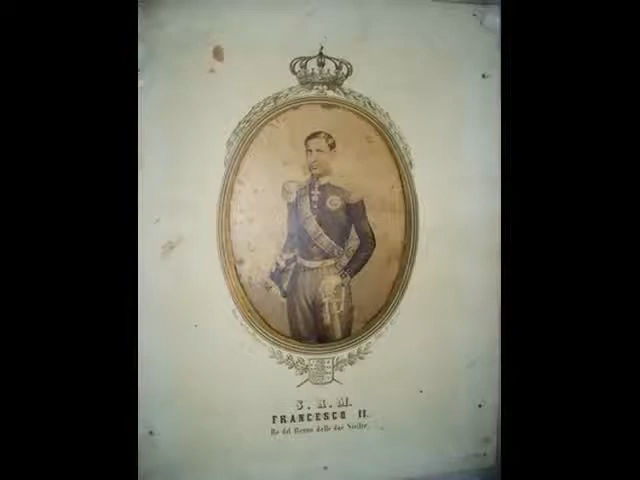 S. R. M.
FRANCESCO II.
Re del Regno delle due Sicilie.